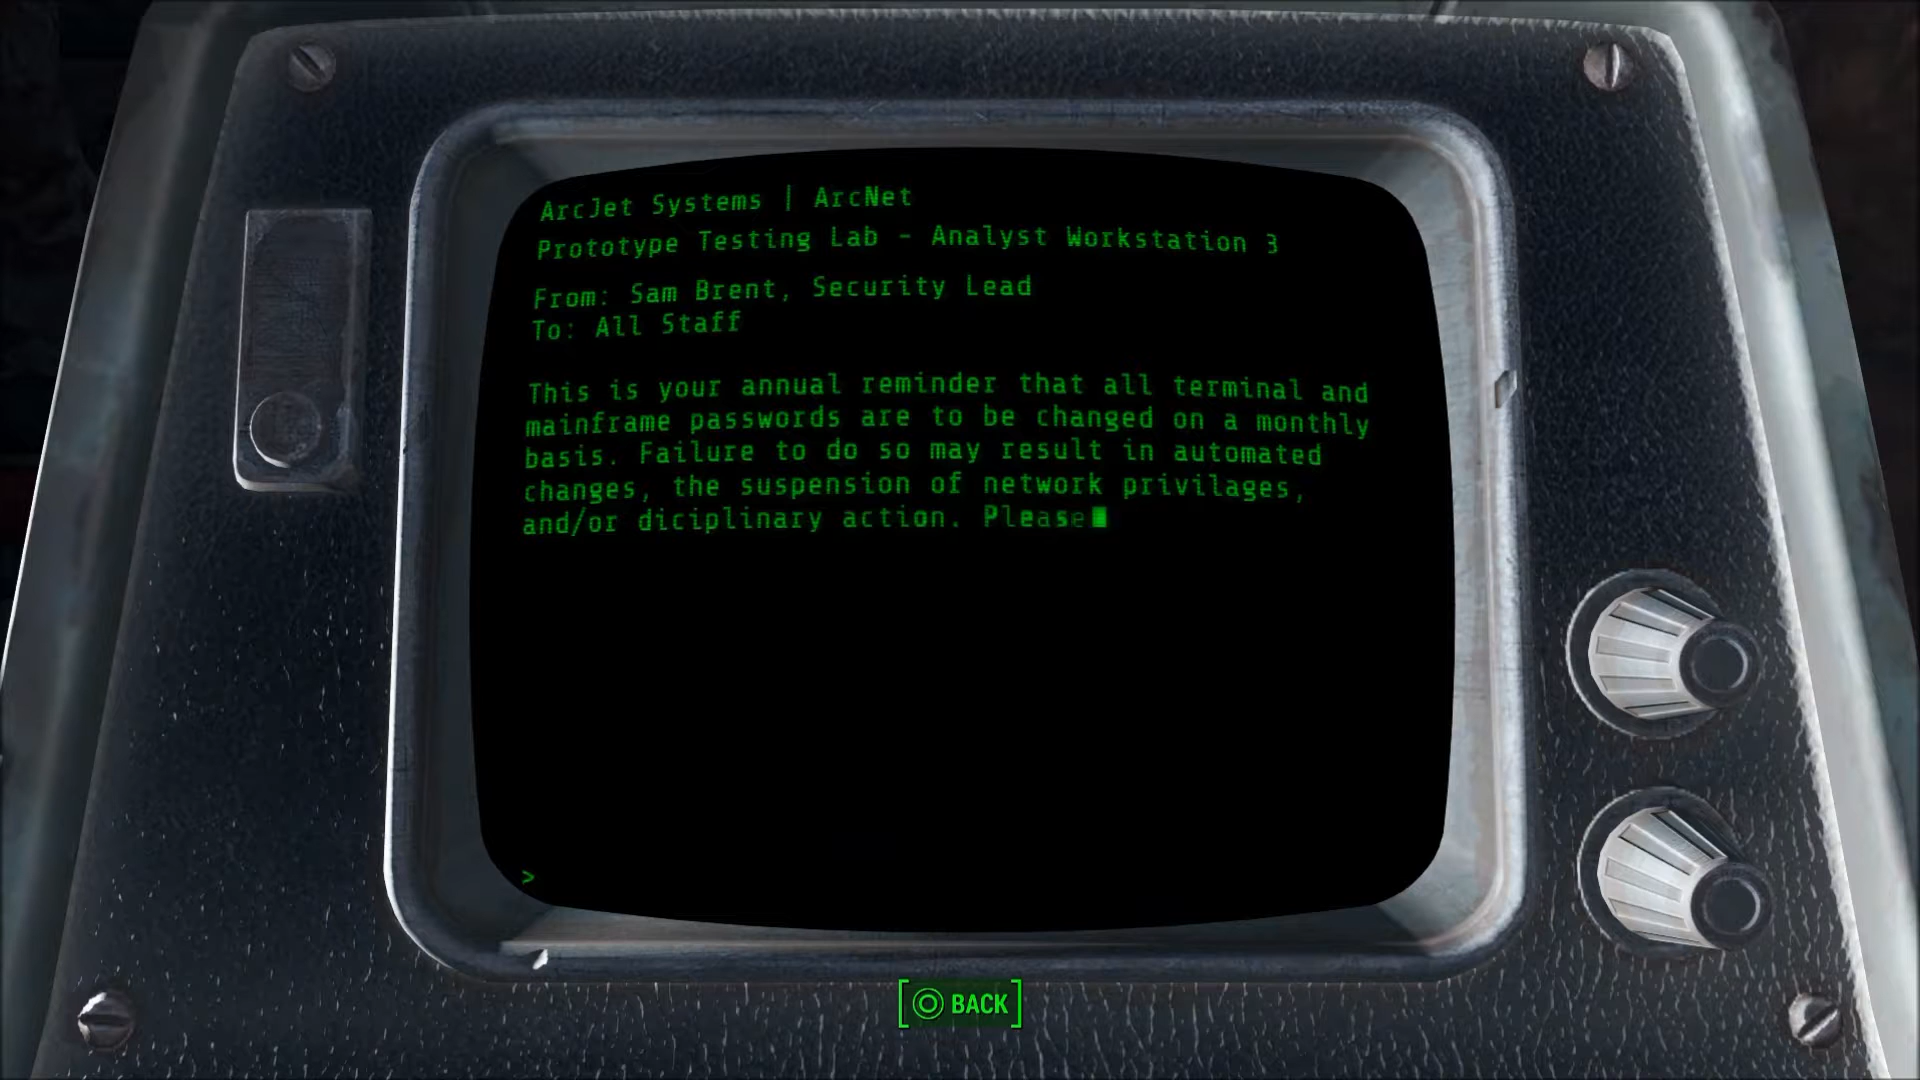 ArcJet Systems | ArcNet
Prototype Testing Lab - Analyst Workstation 3
From: Sam Brent, Security Lead
To: All Staff
This is your annual reminder that all terminal and
mainframe passwords are to be changed on a monthly
basis. Failure to do so may result in automated
changes, the suspension of network privilages,
and/or diciplinary action. Please
>
BACK